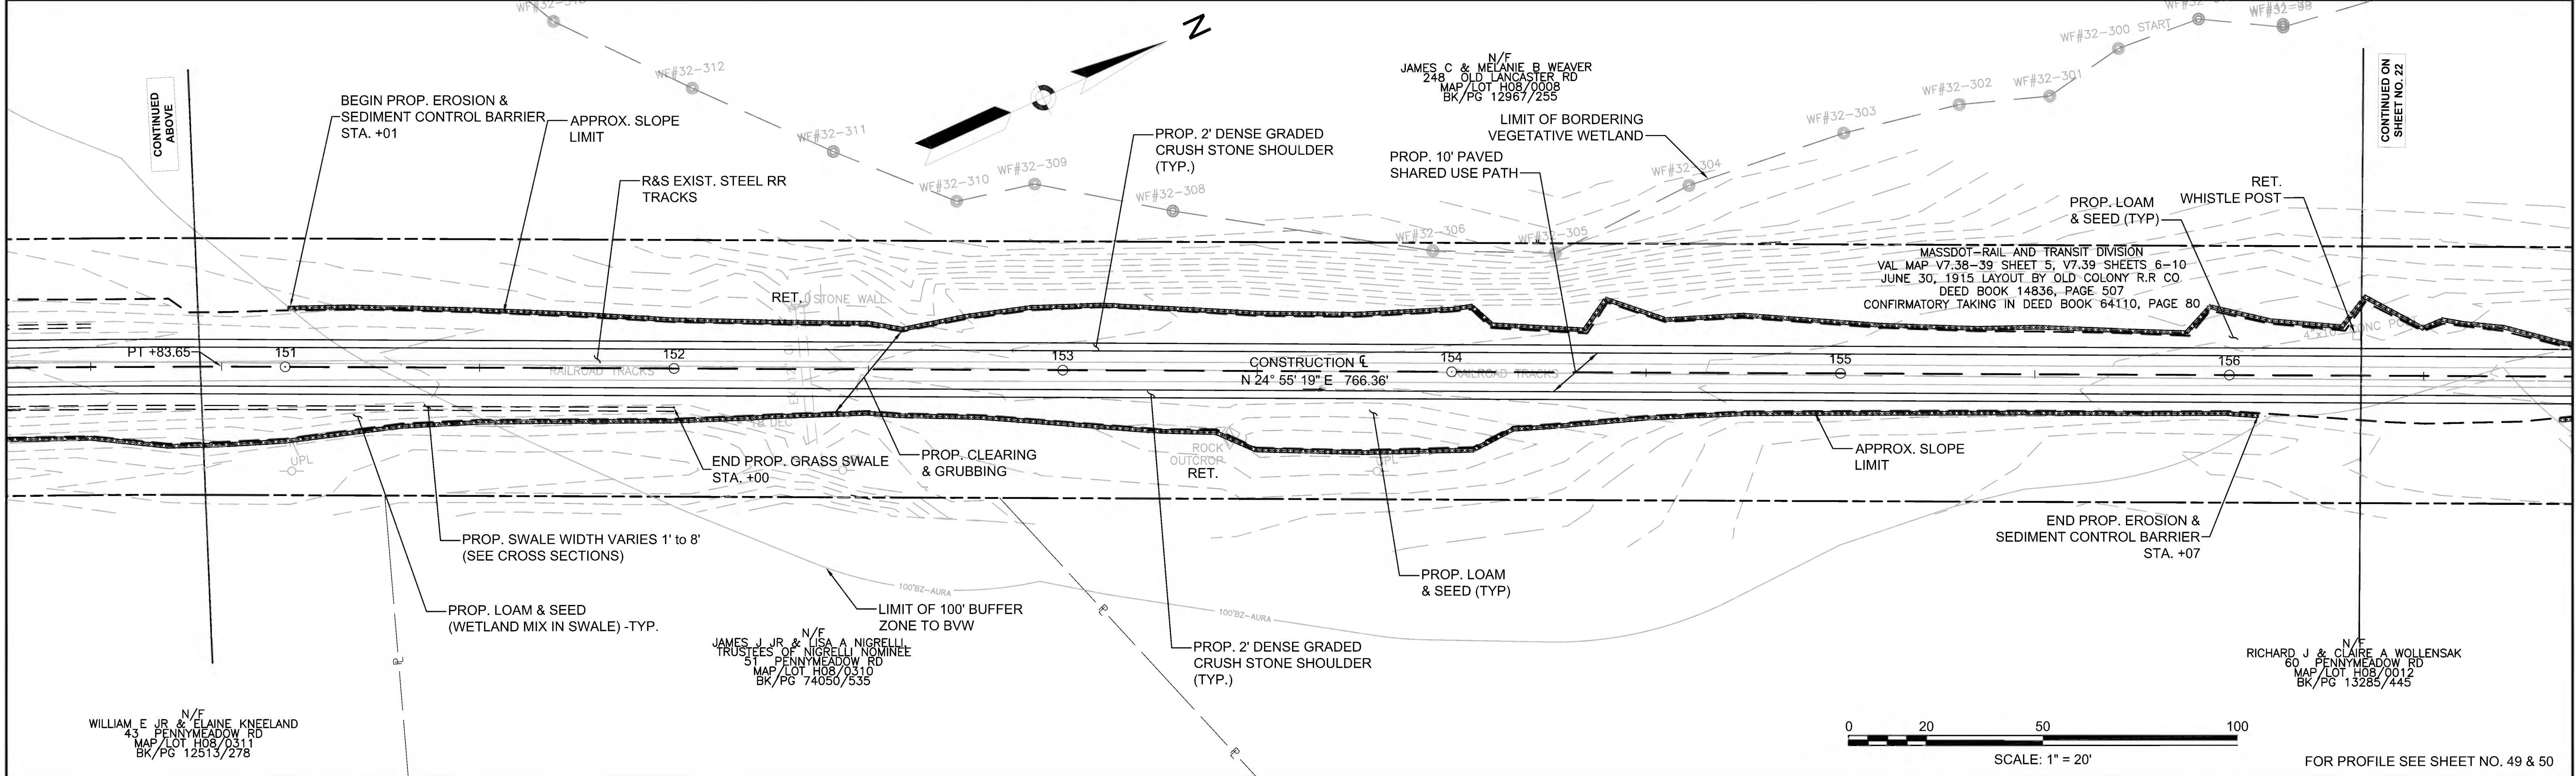 WF#32-312
WF#32-311
WF#32-310
WF#32-309
WF#32-308
WF#32-306
WF#32-305
WF#32-304
WF#32-303
WF#32-302
WF#32-301
WF#32-300 START
N
CONTINUED
ABOVE
BEGIN PROP. EROSION &
SEDIMENT CONTROL BARRIER
STA. +01
APPROX. SLOPE
LIMIT
R&S EXIST. STEEL RR
TRACKS
PROP. 2' DENSE GRADED
CRUSH STONE SHOULDER
(TYP.)
N/F
JAMES C & MELANIE B WEAVER
248 OLD LANCASTER RD
MAP/LOT H08/0008
BK/PG 12967/255
LIMIT OF BORDERING
VEGETATIVE WETLAND
PROP. 10' PAVED
SHARED USE PATH
CONTINUED ON
SHEET NO. 22
RET.
WHISTLE POST
PROP. LOAM
& SEED (TYP)
MASSDOT-RAIL AND TRANSIT DIVISION
VAL MAP V7.38-39 SHEET 5, V7.39 SHEETS 6-10
JUNE 30, 1915 LAYOUT BY OLD COLONY R.R CO
DEED BOOK 14836, PAGE 507
CONFIRMATORY TAKING IN DEED BOOK 64110, PAGE 80
RET.
STONE WALL
PT +83.65
151
152
153
154
155
156
RAILROAD TRACKS
CONSTRUCTION ℄
N 24° 55' 19" E 766.36'
RAILROAD TRACKS
UPL
UPL
ROCK
OUTCROP
RET.
END PROP. GRASS SWALE
STA. +00
PROP. CLEARING
& GRUBBING
APPROX. SLOPE
LIMIT
PROP. SWALE WIDTH VARIES 1' to 8'
(SEE CROSS SECTIONS)
END PROP. EROSION &
SEDIMENT CONTROL BARRIER
STA. +07
PROP. LOAM
& SEED (TYP)
100'BZ-AURA
100'BZ-AURA
PROP. LOAM & SEED
(WETLAND MIX IN SWALE) -TYP.
LIMIT OF 100' BUFFER
ZONE TO BVW
N/F
JAMES J JR & LISA A NIGRELLI,
TRUSTEES OF NIGRELLI NOMINEE
51 PENNYMEADOW RD
MAP/LOT H08/0310
BK/PG 74050/535
PROP. 2' DENSE GRADED
CRUSH STONE SHOULDER
(TYP.)
N/F
RICHARD J & CLAIRE A WOLLENSAK
60 PENNYMEADOW RD
MAP/LOT H08/0012
BK/PG 13285/445
N/F
WILLIAM E JR & ELAINE KNEELAND
43 PENNYMEADOW RD
MAP/LOT H08/0311
BK/PG 12513/278
0 20 50 100
SCALE: 1" = 20'
FOR PROFILE SEE SHEET NO. 49 & 50